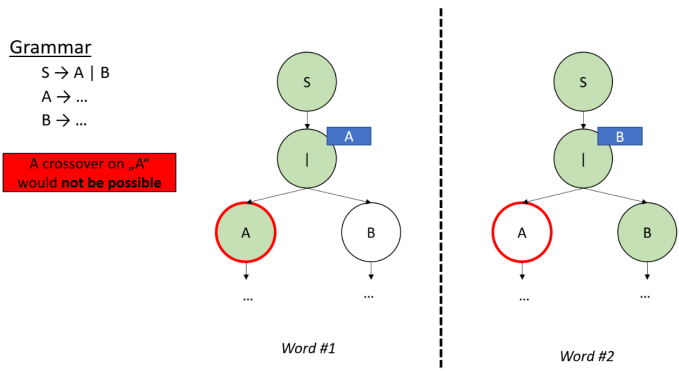 Grammar
S → A | B
A → ...
B → ...
A crossover on „A“
would not be possible
S
A
|
A
B
...
...
Word #1
S
B
|
A
B
...
...
Word #2